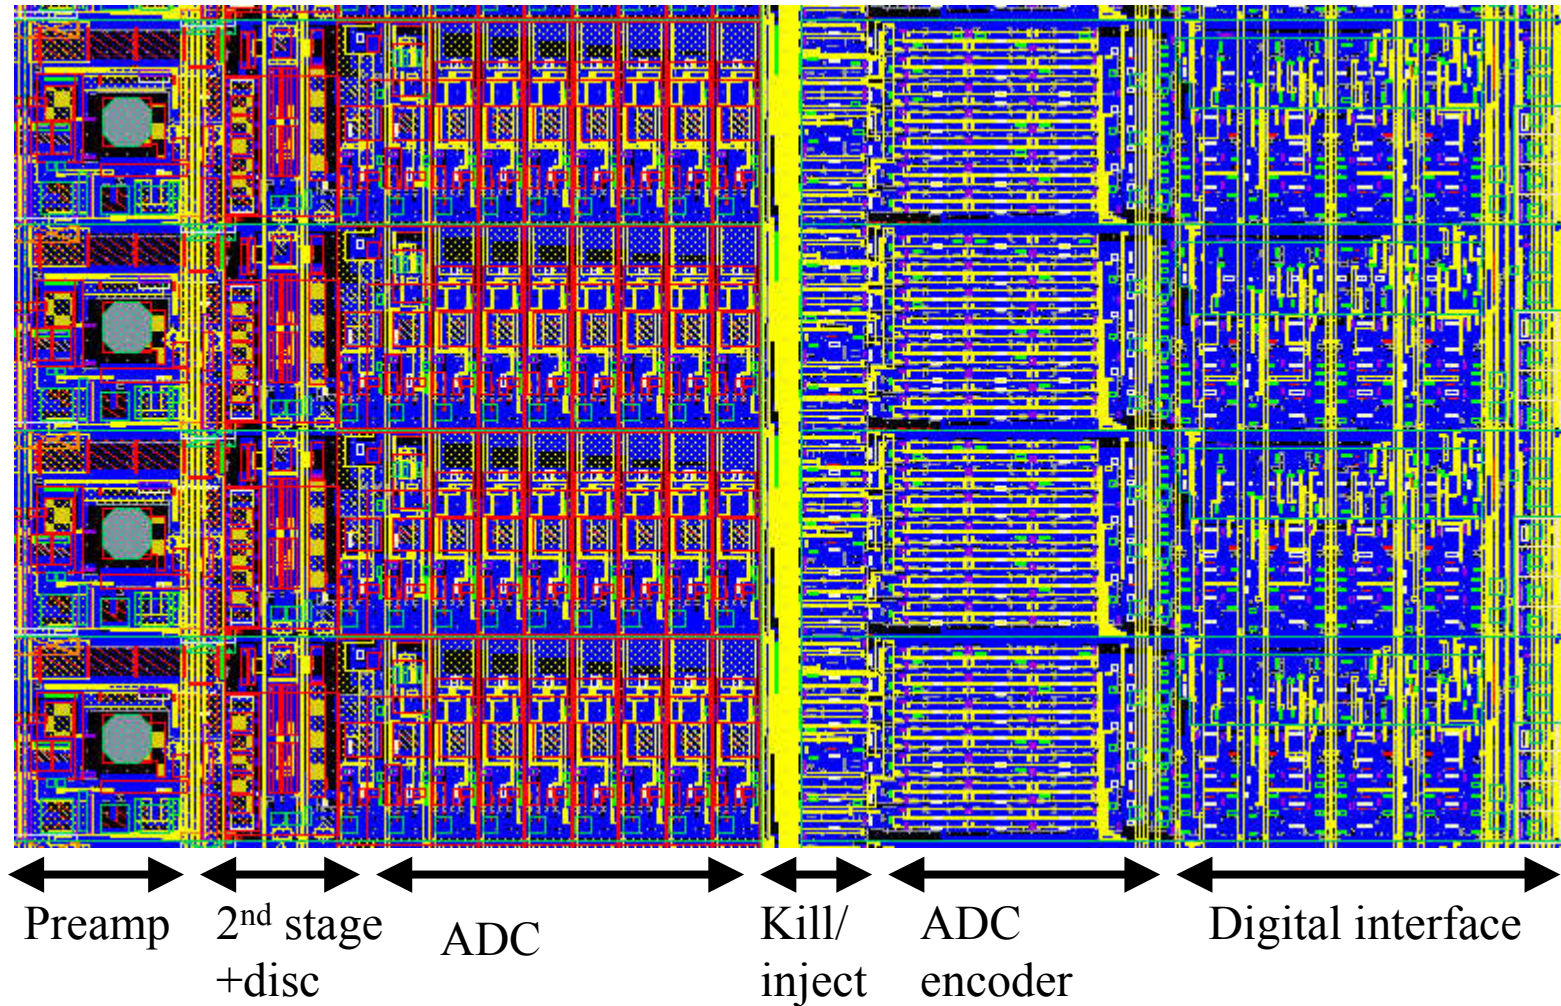 Preamp
2nd stage
+disc
ADC
Kill/
inject
ADC
encoder
Digital interface